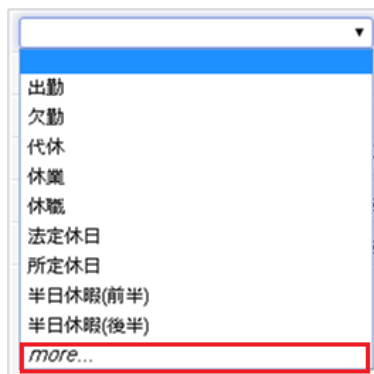 出勤
欠勤
代休
休業
休職
法定休日
所定休日
半日休暇(前半)
半日休暇(後半)
more...